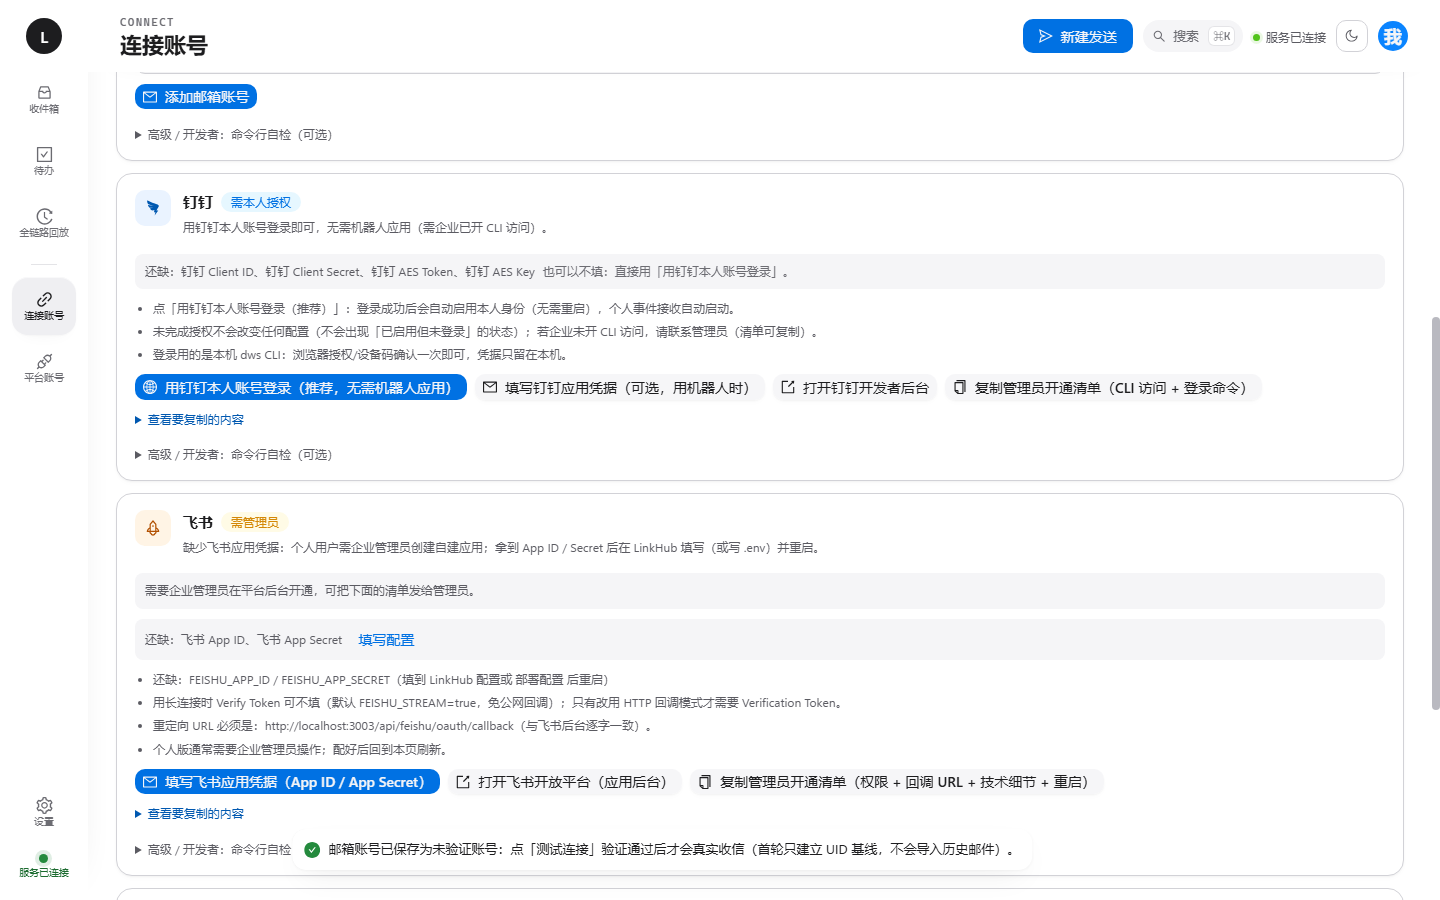 L
CONNECT
连接账号
新建发送
搜索
⌘K
服务已连接
我
收件箱
待办
全链路回放
连接账号
平台账号
设置
服务已连接
添加邮箱账号
高级 / 开发者：命令行自检（可选）
钉钉
需本人授权
用钉钉本人账号登录即可，无需机器人应用（需企业已开 CLI 访问）。
还缺：钉钉 Client ID、钉钉 Client Secret、钉钉 AES Token、钉钉 AES Key 也可以不填：直接用「用钉钉本人账号登录」。
点「用钉钉本人账号登录（推荐）」：登录成功后会自动启用本人身份（无需重启），个人事件接收自动启动。
未完成授权不会改变任何配置（不会出现「已启用但未登录」的状态）；若企业未开 CLI 访问，请联系管理员（清单可复制）。
登录用的是本机 dws CLI：浏览器授权/设备码确认一次即可，凭据只留在本机。
用钉钉本人账号登录（推荐，无需机器人应用）
填写钉钉应用凭据（可选，用机器人时）
打开钉钉开发者后台
复制管理员开通清单（CLI 访问 + 登录命令）
查看要复制的内容
高级 / 开发者：命令行自检（可选）
飞书
需管理员
缺少飞书应用凭据：个人用户需企业管理员创建自建应用；拿到 App ID / Secret 后在 LinkHub 填写（或写 .env）并重启。
需要企业管理员在平台后台开通，可把下面的清单发给管理员。
还缺：飞书 App ID、飞书 App Secret 填写配置
还缺：FEISHU_APP_ID / FEISHU_APP_SECRET（填到 LinkHub 配置或 部署配置 后重启）
用长连接时 Verify Token 可不填（默认 FEISHU_STREAM=true，免公网回调）；只有改用 HTTP 回调模式才需要 Verification Token。
重定向 URL 必须是：http://localhost:3003/api/feishu/oauth/callback（与飞书后台逐字一致）。
个人版通常需要企业管理员操作；配好后回到本页刷新。
填写飞书应用凭据（App ID / App Secret）
打开飞书开放平台（应用后台）
复制管理员开通清单（权限 + 回调 URL + 技术细节 + 重启）
查看要复制的内容
高级 / 开发者：命令行自检
邮箱账号已保存为未验证账号：点「测试连接」验证通过后才会真实收信（首轮只建立 UID 基线，不会导入历史邮件）。